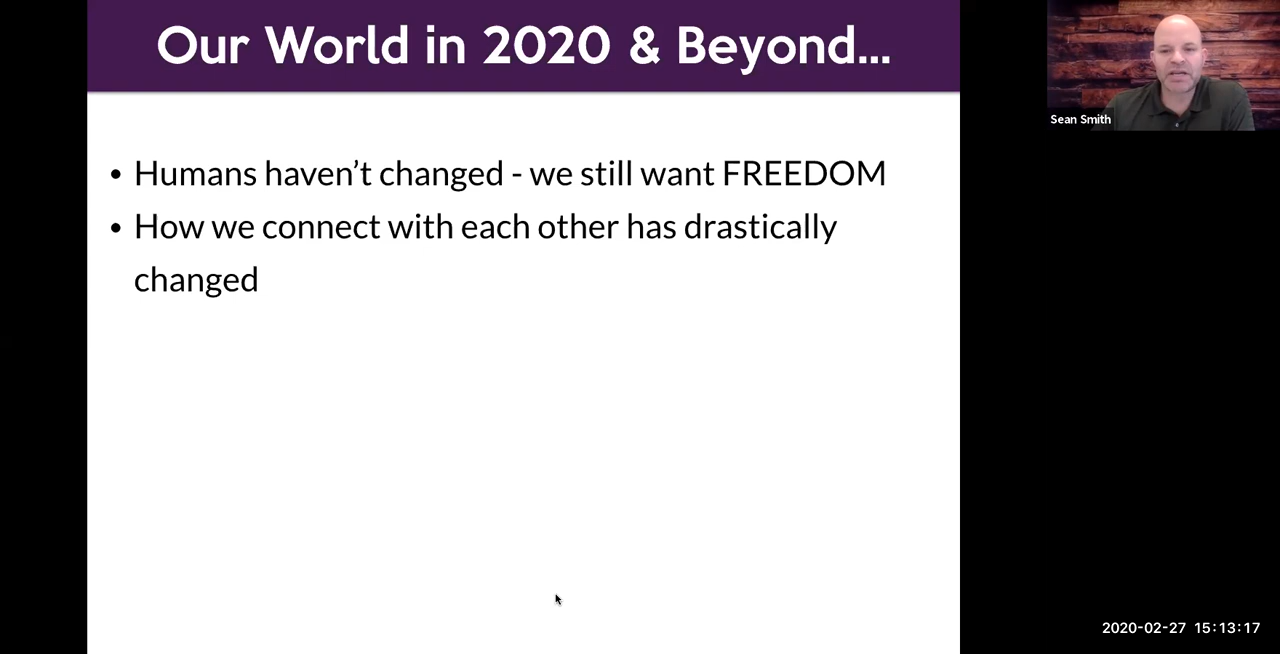 Our World in 2020 & Beyond...
• Humans haven’t changed - we still want FREEDOM
• How we connect with each other has drastically
changed
Sean Smith
2020-02-27 15:13:17